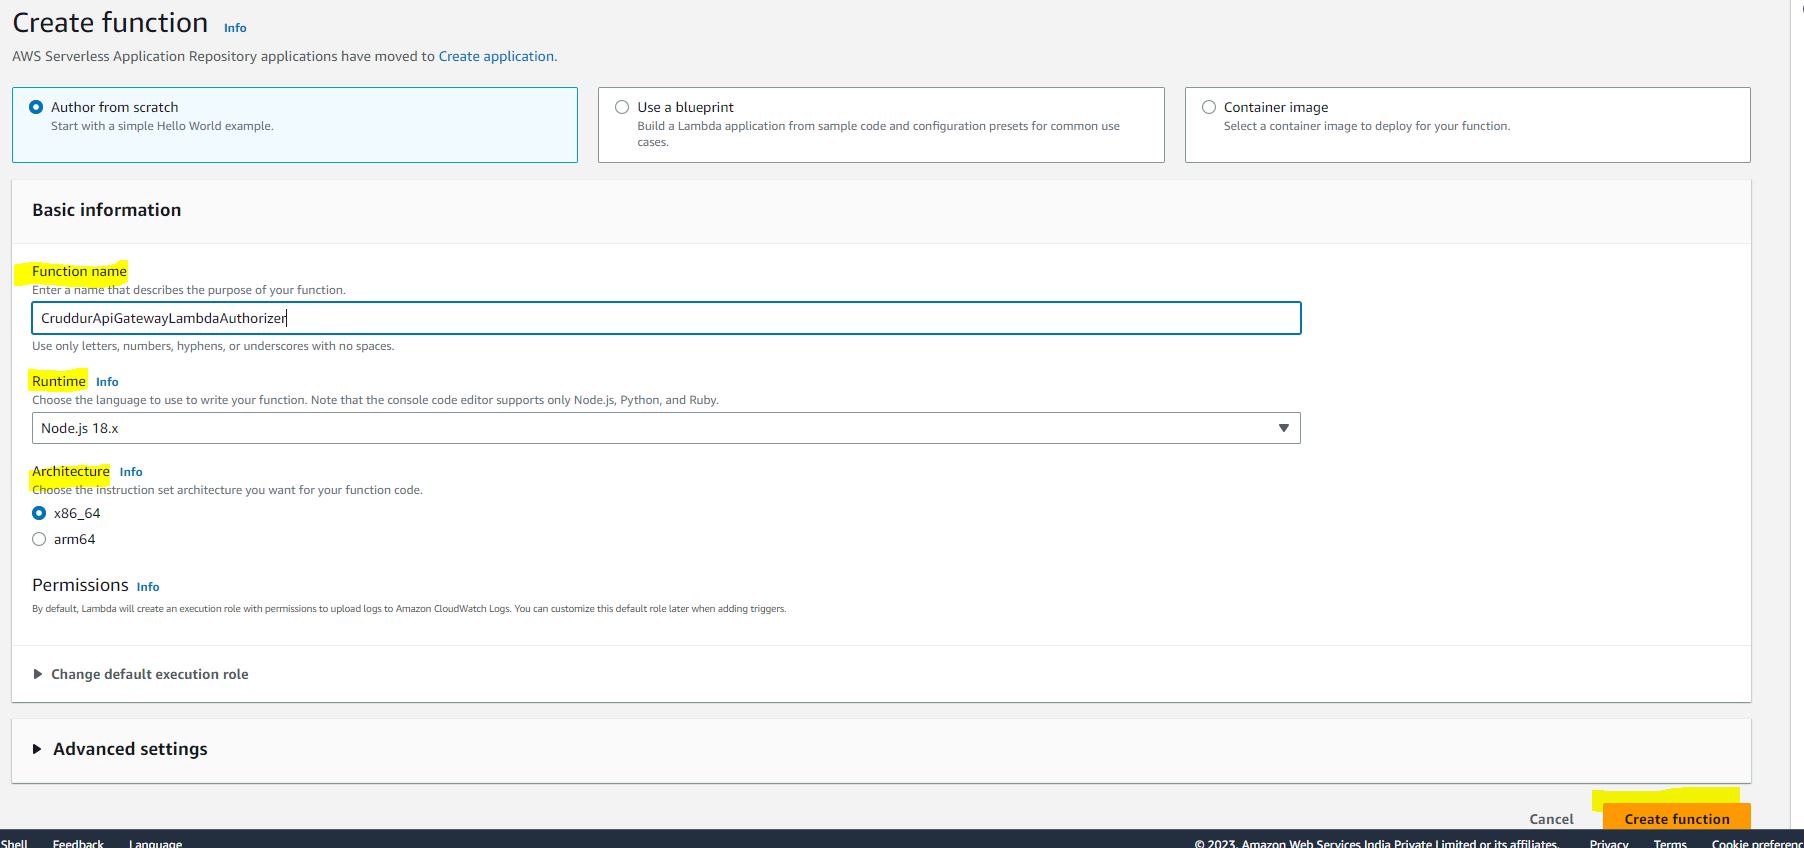 Create function Info
AWS Serverless Application Repository applications have moved to Create application.
Author from scratch
Start with a simple Hello World example.
Use a blueprint
Build a Lambda application from sample code and configuration presets for common use
cases.
Container image
Select a container image to deploy for your function.
Basic information
Function name
Enter a name that describes the purpose of your function.
CruddurApiGatewayLambdaAuthorizer
Use only letters, numbers, hyphens, or underscores with no spaces.
Runtime Info
Choose the language to use to write your function. Note that the console code editor supports only Node.js, Python, and Ruby.
Node.js 18.x
Architecture Info
Choose the instruction set architecture you want for your function code.
x86_64
arm64
Permissions Info
By default, Lambda will create an execution role with permissions to upload logs to Amazon CloudWatch Logs. You can customize this default role later when adding triggers.
Change default execution role
Advanced settings
Cancel Create function
Shell Feedback Language © 2023, Amazon Web Services India Private Limited or its affiliates. Privacy Terms Cookie preferenc